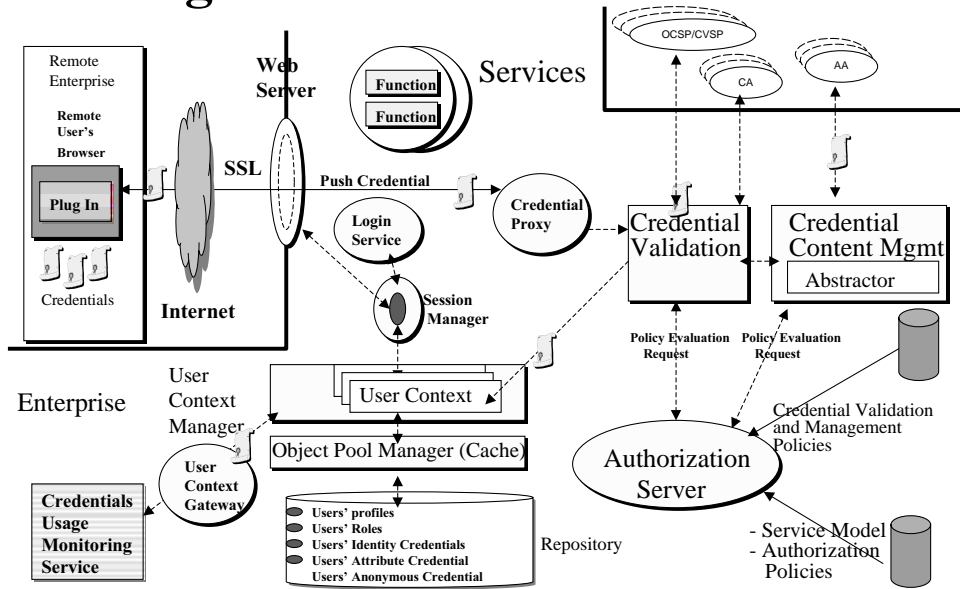 OCSP/CVSP
CA
AA
Remote
Enterprise
Remote
User's
Browser
Plug In
Credentials
Internet
SSL
Web
Server
Function
Function
Services
Push Credential
Credential
Proxy
Login
Service
Session
Manager
Credential
Validation
Credential
Content Mgmt
Abstractor
Policy Evaluation
Request
Policy Evaluation
Request
Enterprise
User
Context
Manager
User Context
Object Pool Manager (Cache)
User
Context
Gateway
Credentials
Usage
Monitoring
Service
Users' profiles
Users' Roles
Users' Identity Credentials
Users' Attribute Credential
Users' Anonymous Credential
Repository
Authorization
Server
Credential Validation
and Management
Policies
- Service Model
- Authorization
Policies